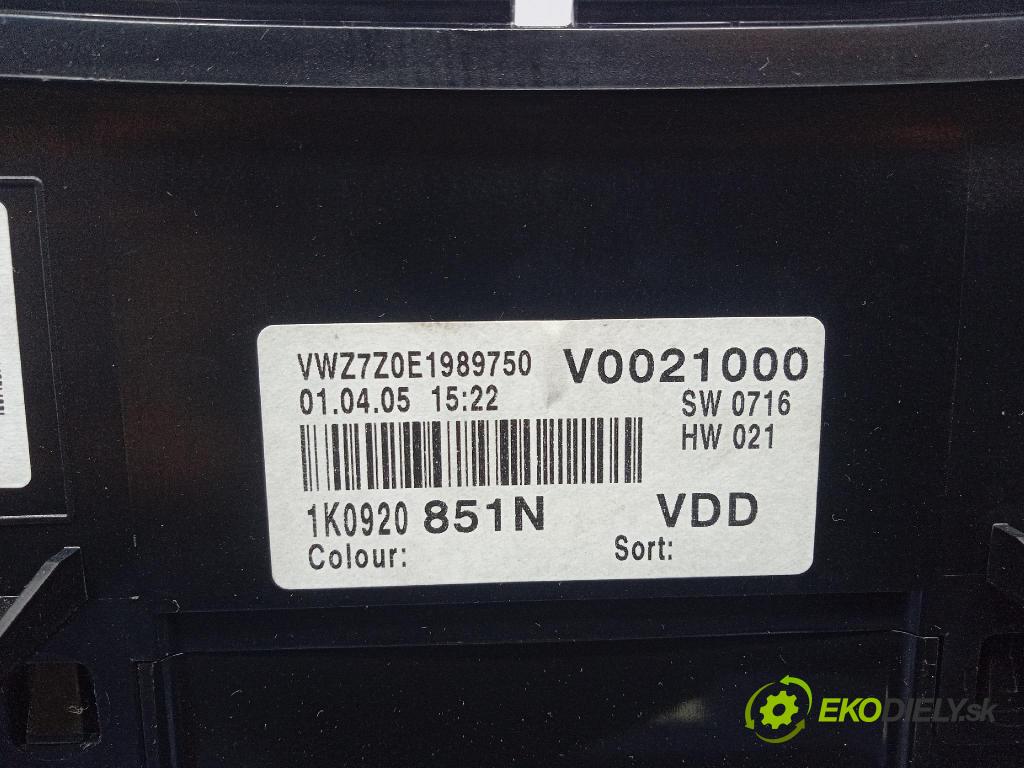 VWZ7Z0E1989750 V0021000
01.04.05 15:22 SW 0716
HW 021
1K0920 851N VDD
Colour: Sort:
EKODIELY.sk